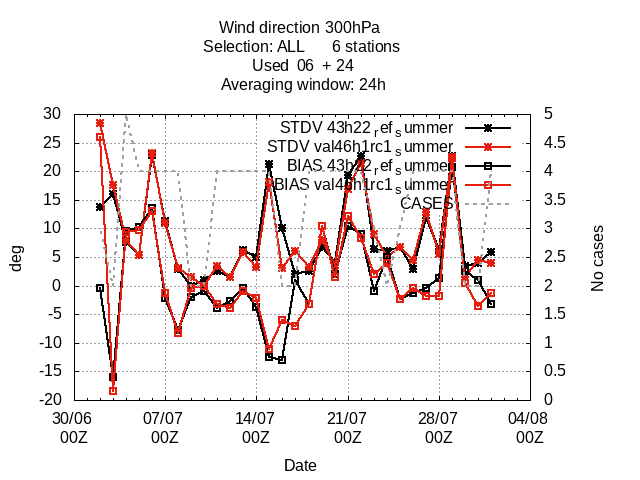 Wind direction 300hPa
Selection: ALL 6 stations
Used 06 + 24
Averaging window: 24h
30 5
25 4.5
20 4
15 3.5
10 3
5 2.5
0 2
-5 1.5
-10 1
-15 0.5
-20 0
STDV 43h22_ref_summer
STDV val46h1rc1_summer
BIAS 43h22_ref_summer
BIAS val46h1rc1_summer
CASES
deg
No cases
30/06 07/07 14/07 21/07 28/07 04/08
00Z 00Z 00Z 00Z 00Z 00Z
Date